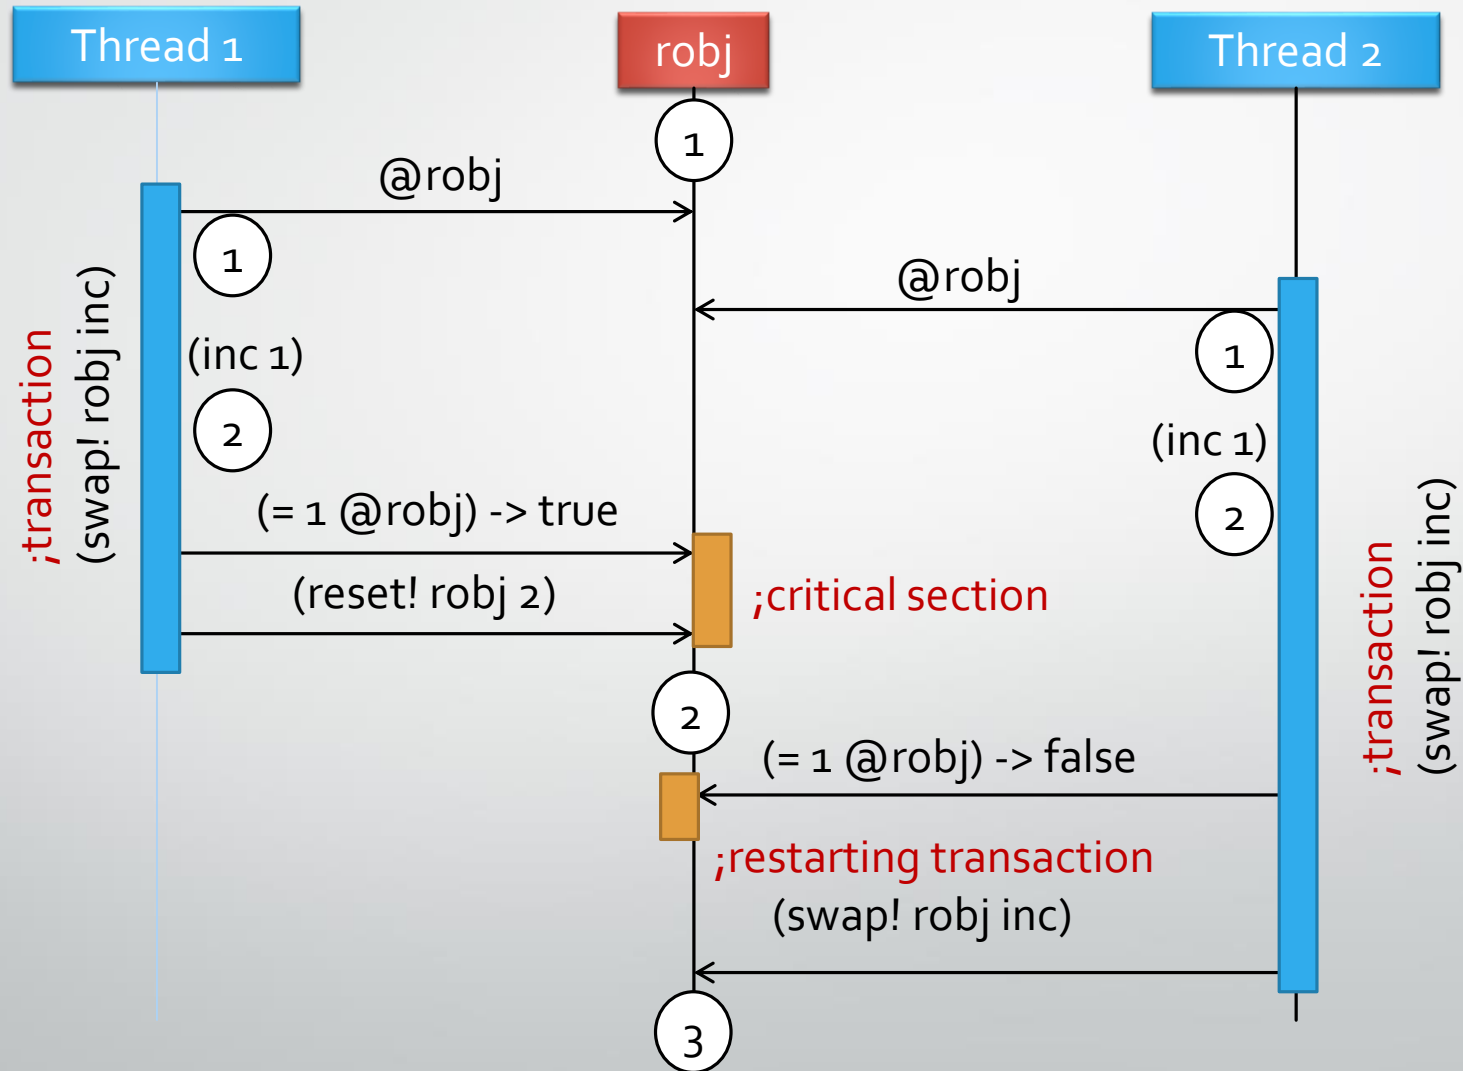 Thread 1
robj
Thread 2
1
@robj
1
@robj
1
(inc 1)
2
(inc 1)
2
;transaction
(swap! robj inc)
(= 1 @robj) -> true
(reset! robj 2)
;critical section
;transaction
(swap! robj inc)
2
(= 1 @robj) -> false
;restarting transaction
(swap! robj inc)
3